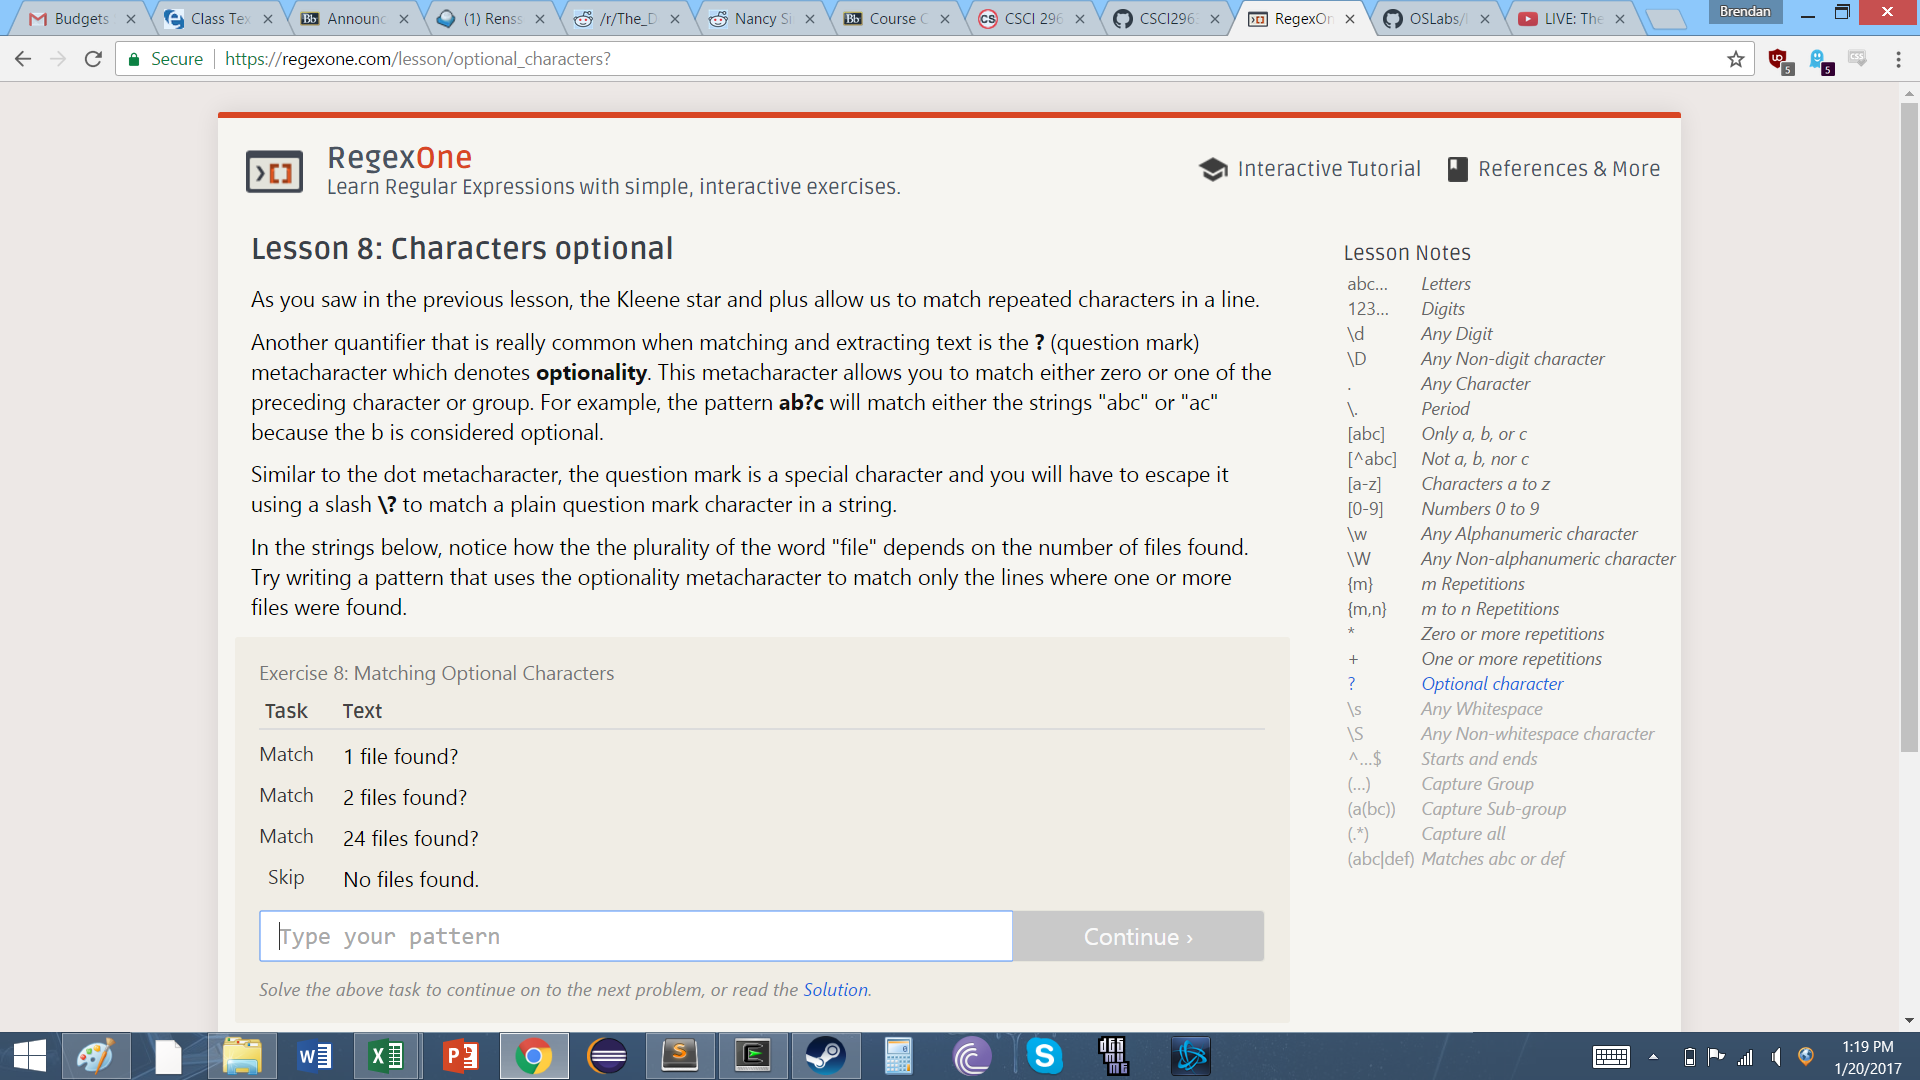 Budgets
Class Tex
Announc
(1) Renss
/r/The_D
Nancy Si
Course C
CSCI 296
CSCI296
RegexOn
OSLabs/
LIVE: The
Brendan
Secure
https://regexone.com/lesson/optional_characters?
5
5
RegexOne
Learn Regular Expressions with simple, interactive exercises.
Interactive Tutorial
References & More
Lesson 8: Characters optional
As you saw in the previous lesson, the Kleene star and plus allow us to match repeated characters in a line.
Another quantifier that is really common when matching and extracting text is the ? (question mark)
metacharacter which denotes optionality. This metacharacter allows you to match either zero or one of the
preceding character or group. For example, the pattern ab?c will match either the strings "abc" or "ac"
because the b is considered optional.
Similar to the dot metacharacter, the question mark is a special character and you will have to escape it
using a slash \? to match a plain question mark character in a string.
In the strings below, notice how the the plurality of the word "file" depends on the number of files found.
Try writing a pattern that uses the optionality metacharacter to match only the lines where one or more
files were found.
Exercise 8: Matching Optional Characters
Task Text
Match 1 file found?
Match 2 files found?
Match 24 files found?
Skip No files found.
Type your pattern
Continue ›
Solve the above task to continue on to the next problem, or read the Solution.
Lesson Notes
abc... Letters
123... Digits
\d Any Digit
\D Any Non-digit character
. Any Character
\. Period
[abc] Only a, b, or c
[^abc] Not a, b, nor c
[a-z] Characters a to z
[0-9] Numbers 0 to 9
\w Any Alphanumeric character
\W Any Non-alphanumeric character
{m} m Repetitions
{m,n} m to n Repetitions
* Zero or more repetitions
+ One or more repetitions
? Optional character
\s Any Whitespace
\S Any Non-whitespace character
^...$ Starts and ends
(...) Capture Group
(a(bc)) Capture Sub-group
(.*) Capture all
(abc|def) Matches abc or def
1:19 PM
1/20/2017